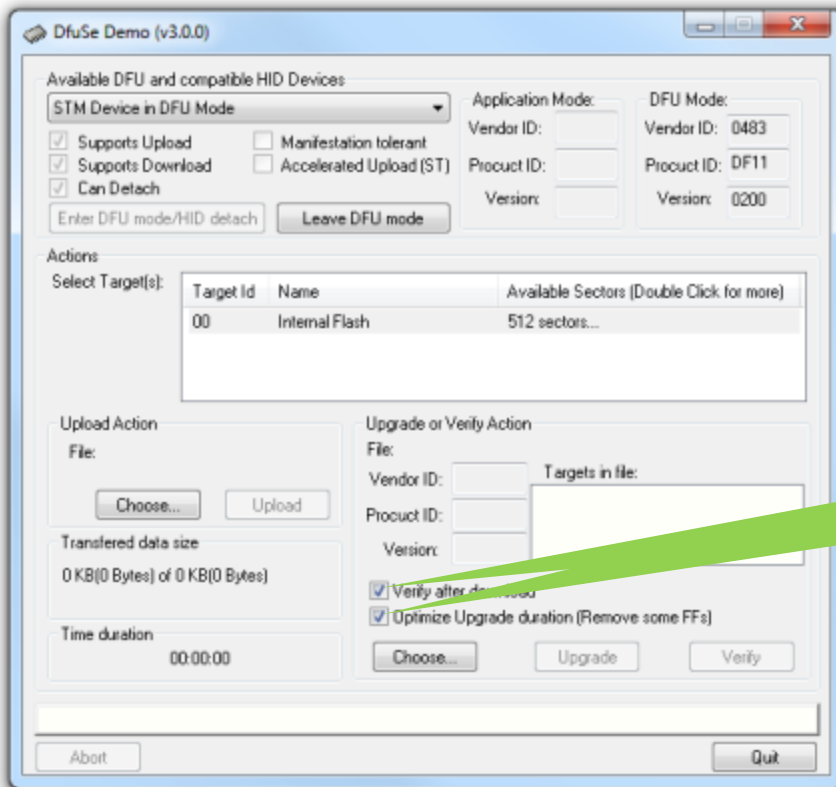 DfuSe Demo (v3.0.0)
Available DFU and compatible HID Devices
STM Device in DFU Mode
Supports Upload
Manifestation tolerant
Supports Download
Accelerated Upload (ST)
Can Detach
Enter DFU mode/HID detach
Leave DFU mode
Application Mode:
Vendor ID:
Procuct ID:
Version:
DFU Mode:
Vendor ID: 0483
Procuct ID: DF11
Version: 0200
Actions
Select Target(s):
Target Id Name Available Sectors (Double Click for more)
00 Internal Flash 512 sectors...
Upload Action
File:
Choose... Upload
Transfered data size
0 KB(0 Bytes) of 0 KB(0 Bytes)
Time duration
00:00:00
Upgrade or Verify Action
File:
Vendor ID:
Procuct ID:
Version:
Targets in file:
Verify after download
Optimize Upgrade duration (Remove some FFs)
Choose... Upgrade Verify
Abort Quit